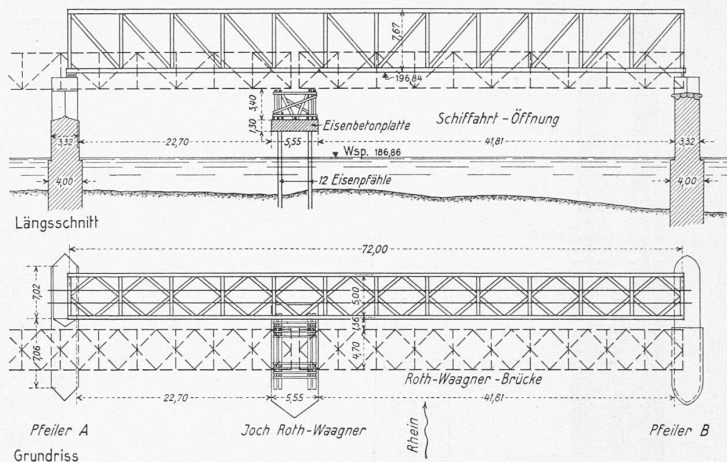 7,67
196,84
3,40
1,30
Eisenbetonplatte
Schiffahrt-Öffnung
3,32
22,70
5,55
41,81
3,32
Wsp. 186,86
4,00
12 Eisenpfähle
4,00
Längsschnitt
72,00
7,02
5,00
1,36
7,06
4,70
Roth-Waagner-Brücke
22,70
5,55
41,61
Pfeiler A
Joch Roth-Waagner
Rhein
Pfeiler B
Grundriss